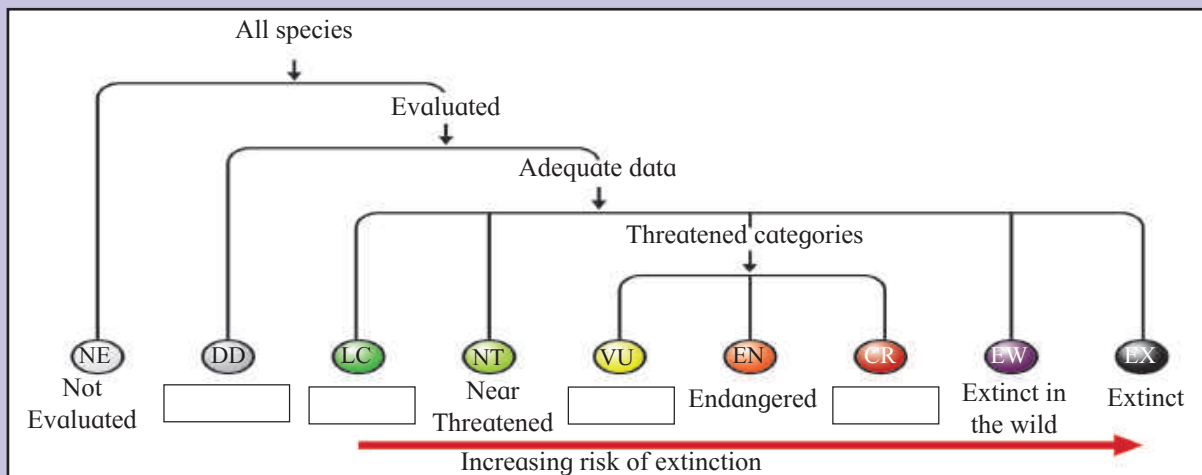 All species
Evaluated
Adequate data
Threatened categories
NE
DD
LC
NT
VU
EN
CR
EW
EX
Not
Evaluated
Near
Threatened
Endangered
Extinct in
the wild
Extinct
Increasing risk of extinction